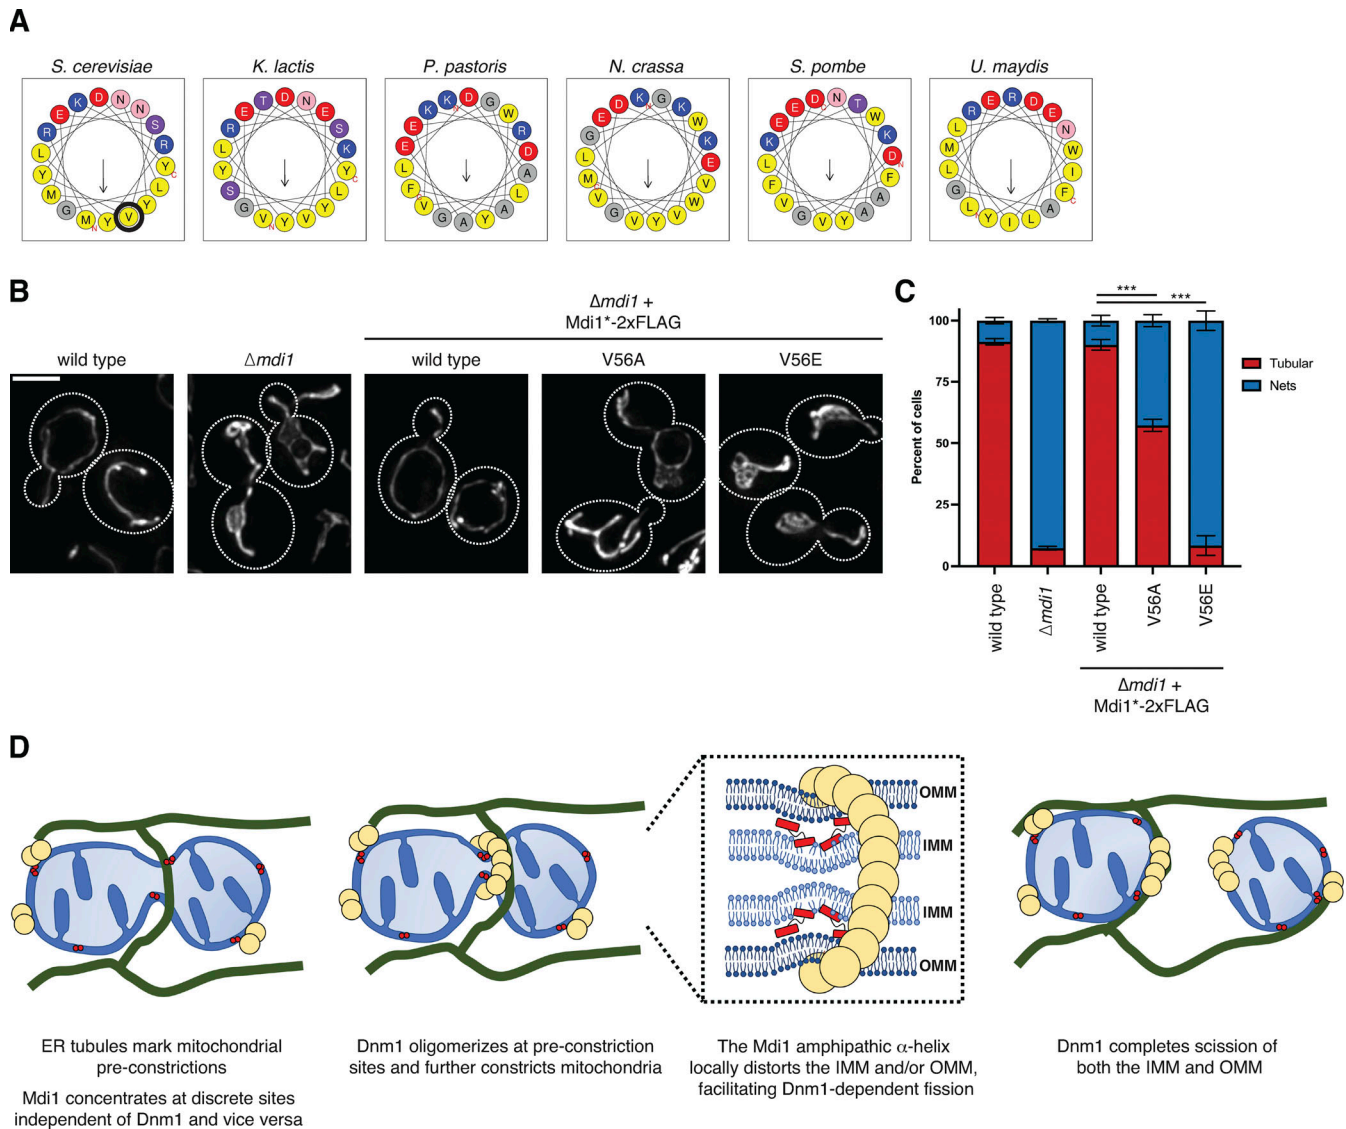 A
S. cerevisiae
D N N S R Y L Y V Y M G M Y L R E K
N
C
K. lactis
D N E S K Y L Y V Y V G S Y L R E T
N
C
P. pastoris
D G W R D A L A Y A G V F L E E K K
N
C
N. crassa
K G K W K E V W V Y V G V M L G E D
N
C
S. pombe
N T W K D F A A Y V G V F L K E E D
N
C
U. maydis
R D E N W I F A L I Y L G L M L R E
N
C
B
Δmdi1 +
Mdi1*-2xFLAG
wild type
Δmdi1
wild type
V56A
V56E
C
***
***
Percent of cells
100
75
50
25
0
Tubular
Nets
wild type
Δmdi1
wild type
V56A
V56E
Δmdi1 +
Mdi1*-2xFLAG
D
OMM
IMM
IMM
OMM
ER tubules mark mitochondrial
pre-constrictions
Mdi1 concentrates at discrete sites
independent of Dnm1 and vice versa
Dnm1 oligomerizes at pre-constriction
sites and further constricts mitochondria
The Mdi1 amphipathic α-helix
locally distorts the IMM and/or OMM,
facilitating Dnm1-dependent fission
Dnm1 completes scission of
both the IMM and OMM